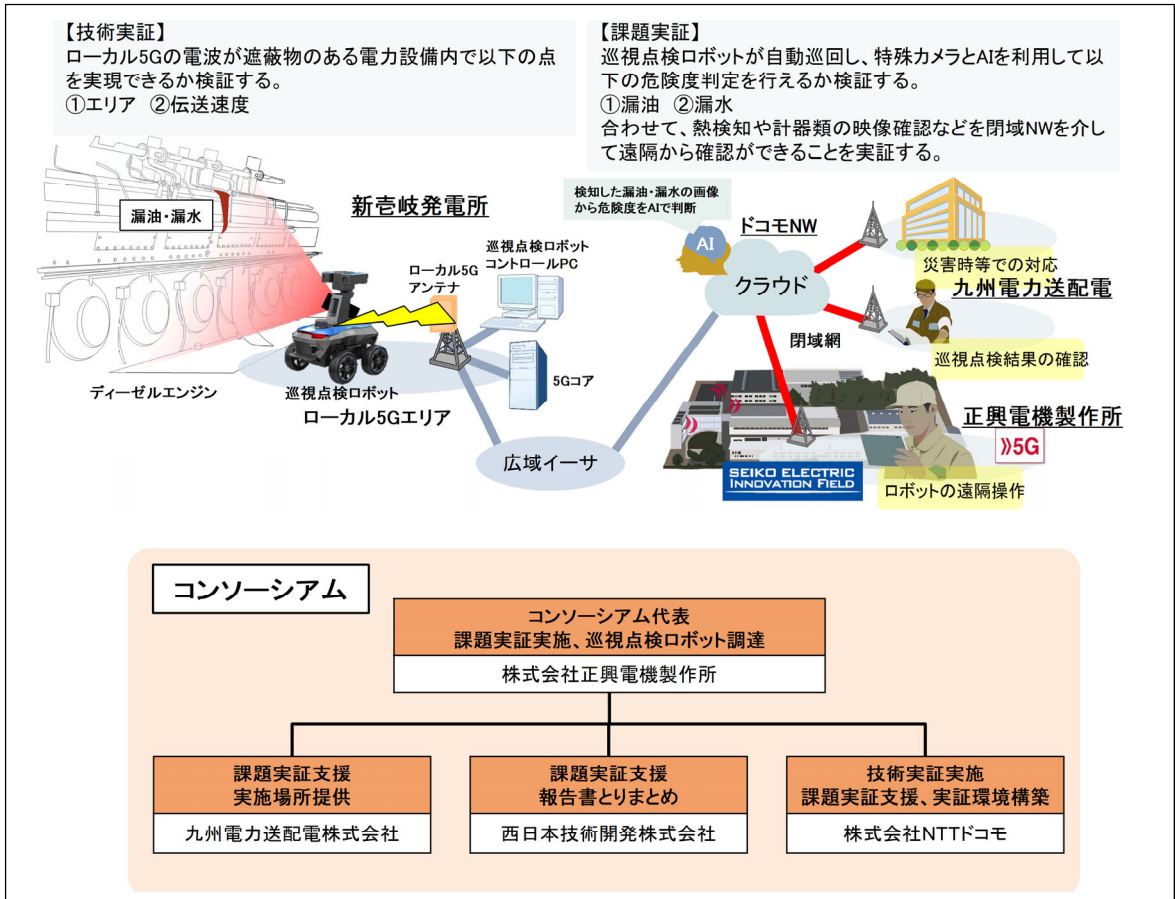 【技術実証】
ローカル5Gの電波が遮蔽物のある電力設備内で以下の点
を実現できるか検証する。
①エリア ②伝送速度
【課題実証】
巡視点検ロボットが自動巡回し、特殊カメラとAIを利用して以
下の危険度判定を行えるか検証する。
①漏油 ②漏水
合わせて、熱検知や計器類の映像確認などを閉域NWを介し
て遠隔から確認ができることを実証する。
漏油・漏水
新壱岐発電所
巡視点検ロボット
コントロールPC
ローカル5G
アンテナ
5Gコア
ディーゼルエンジン
巡視点検ロボット
ローカル5Gエリア
広域イーサ
検知した漏油・漏水の画像
から危険度をAIで判断
AI
ドコモNW
クラウド
閉域網
災害時等での対応
九州電力送配電
巡視点検結果の確認
正興電機製作所
5G
SEIKO ELECTRIC
INNOVATION FIELD
ロボットの遠隔操作
コンソーシアム
コンソーシアム代表
課題実証実施、巡視点検ロボット調達
株式会社正興電機製作所
課題実証支援
実施場所提供
九州電力送配電株式会社
課題実証支援
報告書とりまとめ
西日本技術開発株式会社
技術実証実施
課題実証支援、実証環境構築
株式会社NTTドコモ